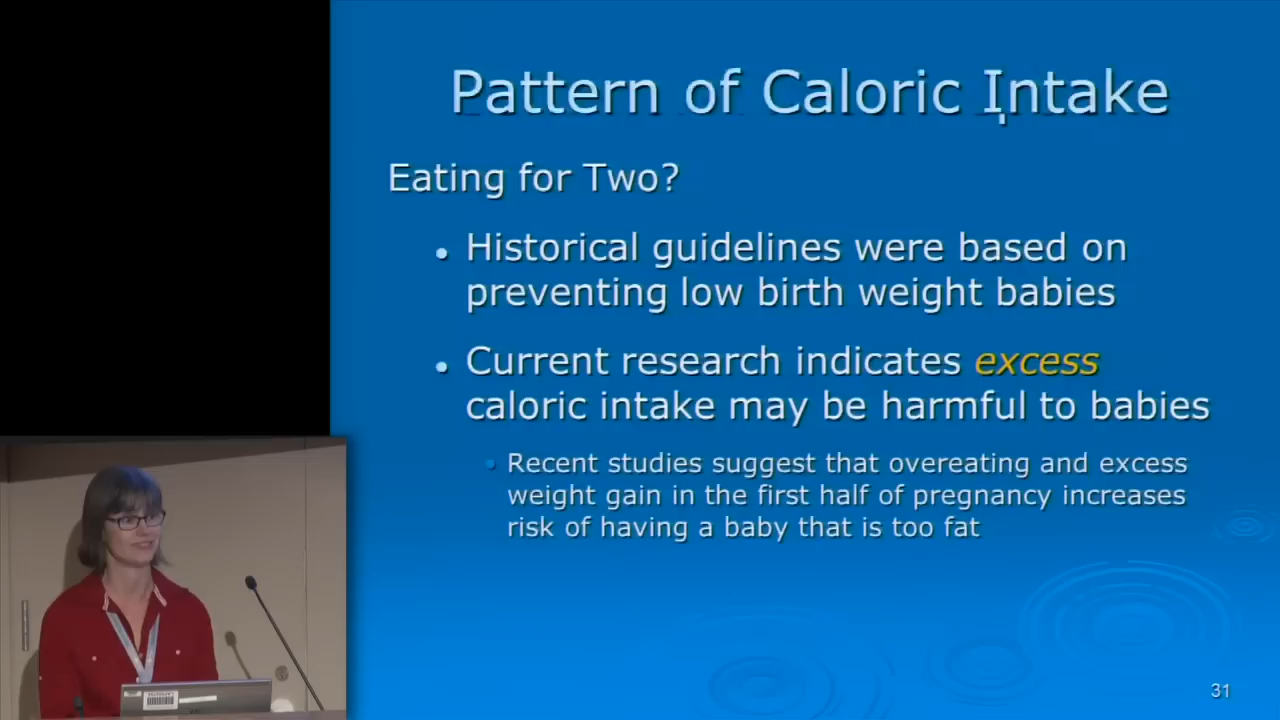 Pattern of Caloric Intake
Eating for Two?
• Historical guidelines were based on
preventing low birth weight babies
• Current research indicates excess
caloric intake may be harmful to babies
• Recent studies suggest that overeating and excess
weight gain in the first half of pregnancy increases
risk of having a baby that is too fat
31